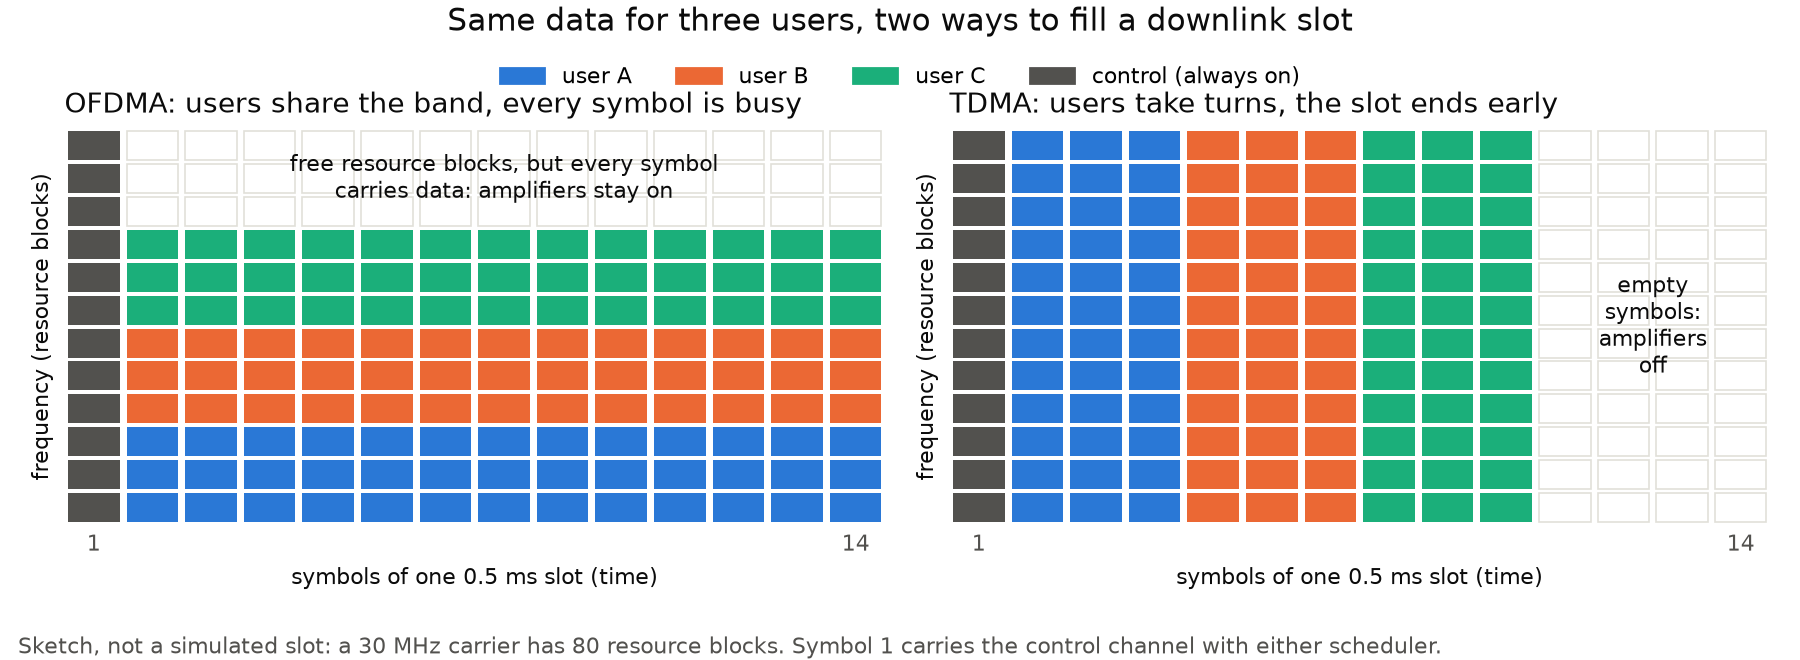 Same data for three users, two ways to fill a downlink slot
user A
user B
user C
control (always on)
OFDMA: users share the band, every symbol is busy
frequency (resource blocks)
free resource blocks, but every symbol
carries data: amplifiers stay on
1
14
symbols of one 0.5 ms slot (time)
TDMA: users take turns, the slot ends early
frequency (resource blocks)
empty
symbols:
amplifiers
off
1
14
symbols of one 0.5 ms slot (time)
Sketch, not a simulated slot: a 30 MHz carrier has 80 resource blocks. Symbol 1 carries the control channel with either scheduler.